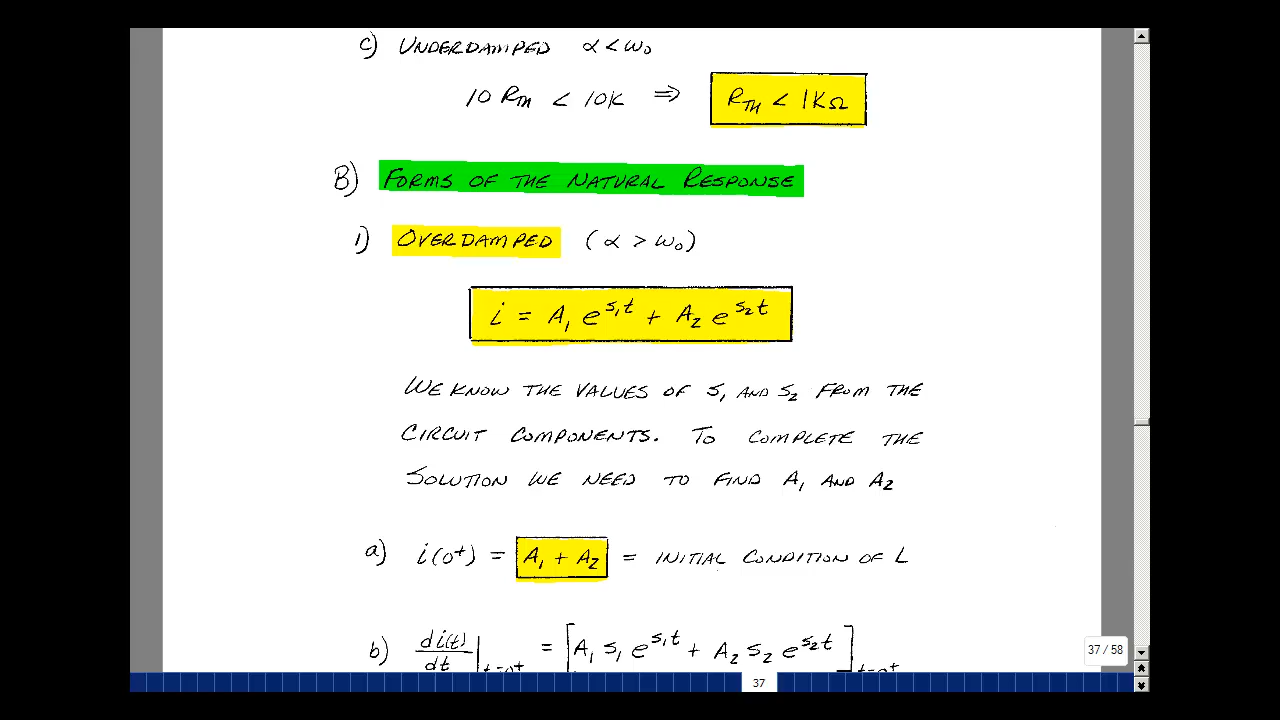 c) UNDERDAMPED α < ω₀
10 R_TH < 10K ⇒ R_TH < 1KΩ
B) FORMS OF THE NATURAL RESPONSE
1) OVERDAMPED (α > ω₀)
i = A₁ e^{s₁t} + A₂ e^{s₂t}
WE KNOW THE VALUES OF S₁ AND S₂ FROM THE
CIRCUIT COMPONENTS. TO COMPLETE THE
SOLUTION WE NEED TO FIND A₁ AND A₂
a) i(0⁺) = A₁ + A₂ = INITIAL CONDITION OF L
b) di(t)/dt |_{t=0⁺} = [A₁ s₁ e^{s₁t} + A₂ s₂ e^{s₂t}]_{t=0⁺}
37 / 58
37